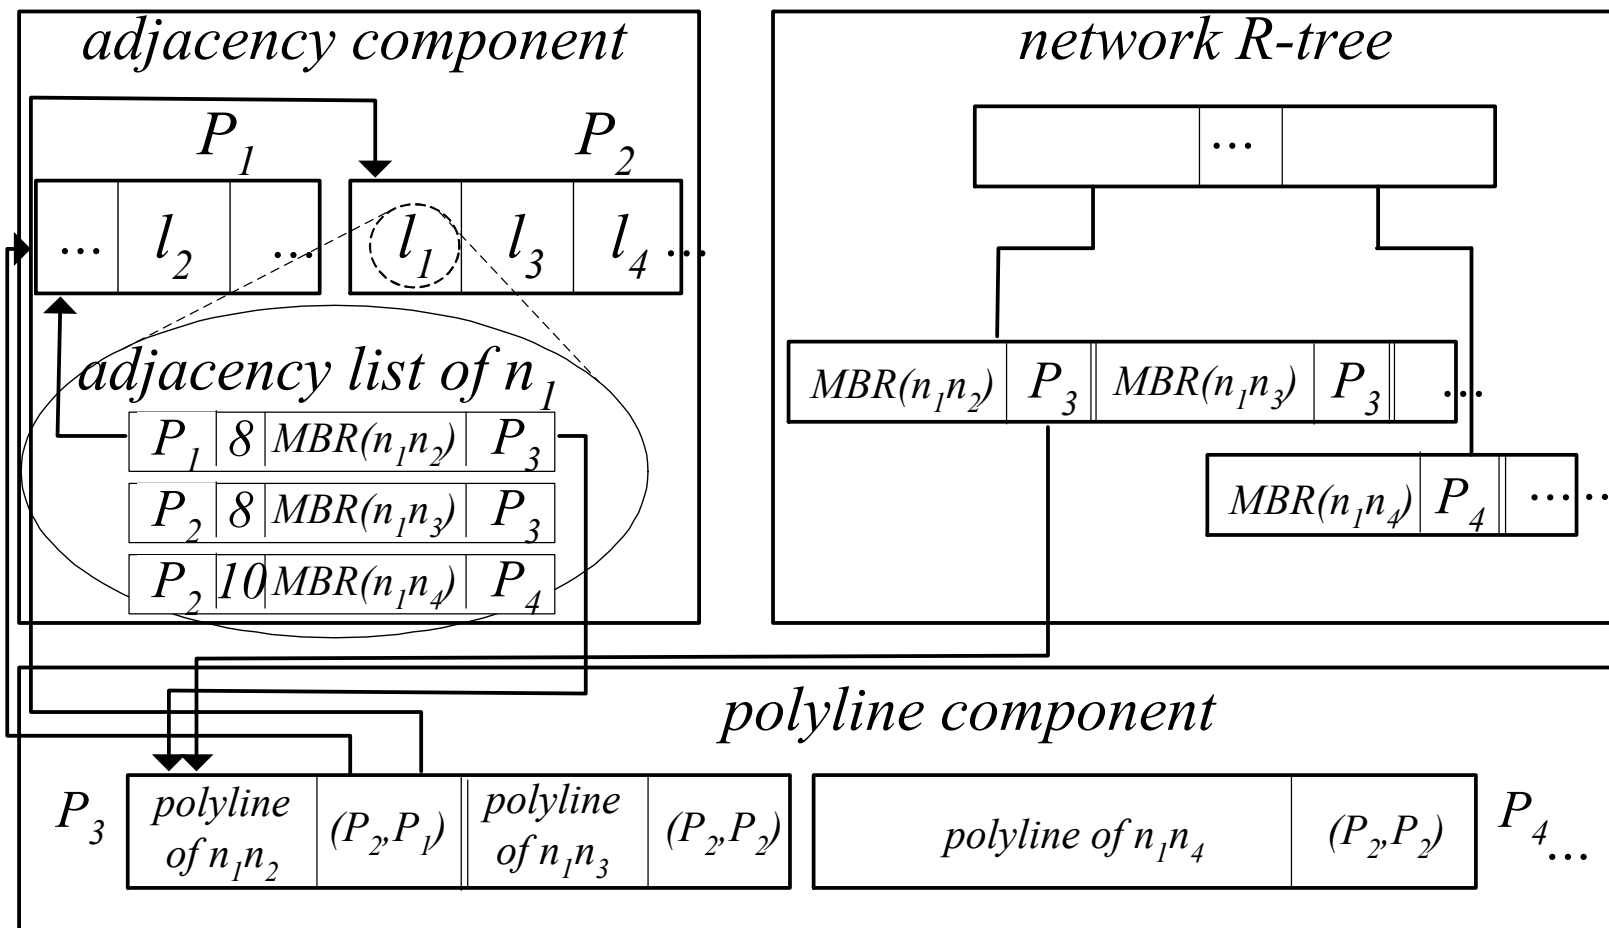 adjacency component
P1 P2
... l2 ... l1 l3 l4 ...
adjacency list of n1
P1 8 MBR(n1n2) P3
P2 8 MBR(n1n3) P3
P2 10 MBR(n1n4) P4
network R-tree
...
MBR(n1n2) P3 MBR(n1n3) P3 ...
MBR(n1n4) P4 ... ...
polyline component
P3
polyline
of n1n2
(P2,P1)
polyline
of n1n3
(P2,P2)
polyline of n1n4
(P2,P2)
P4
...